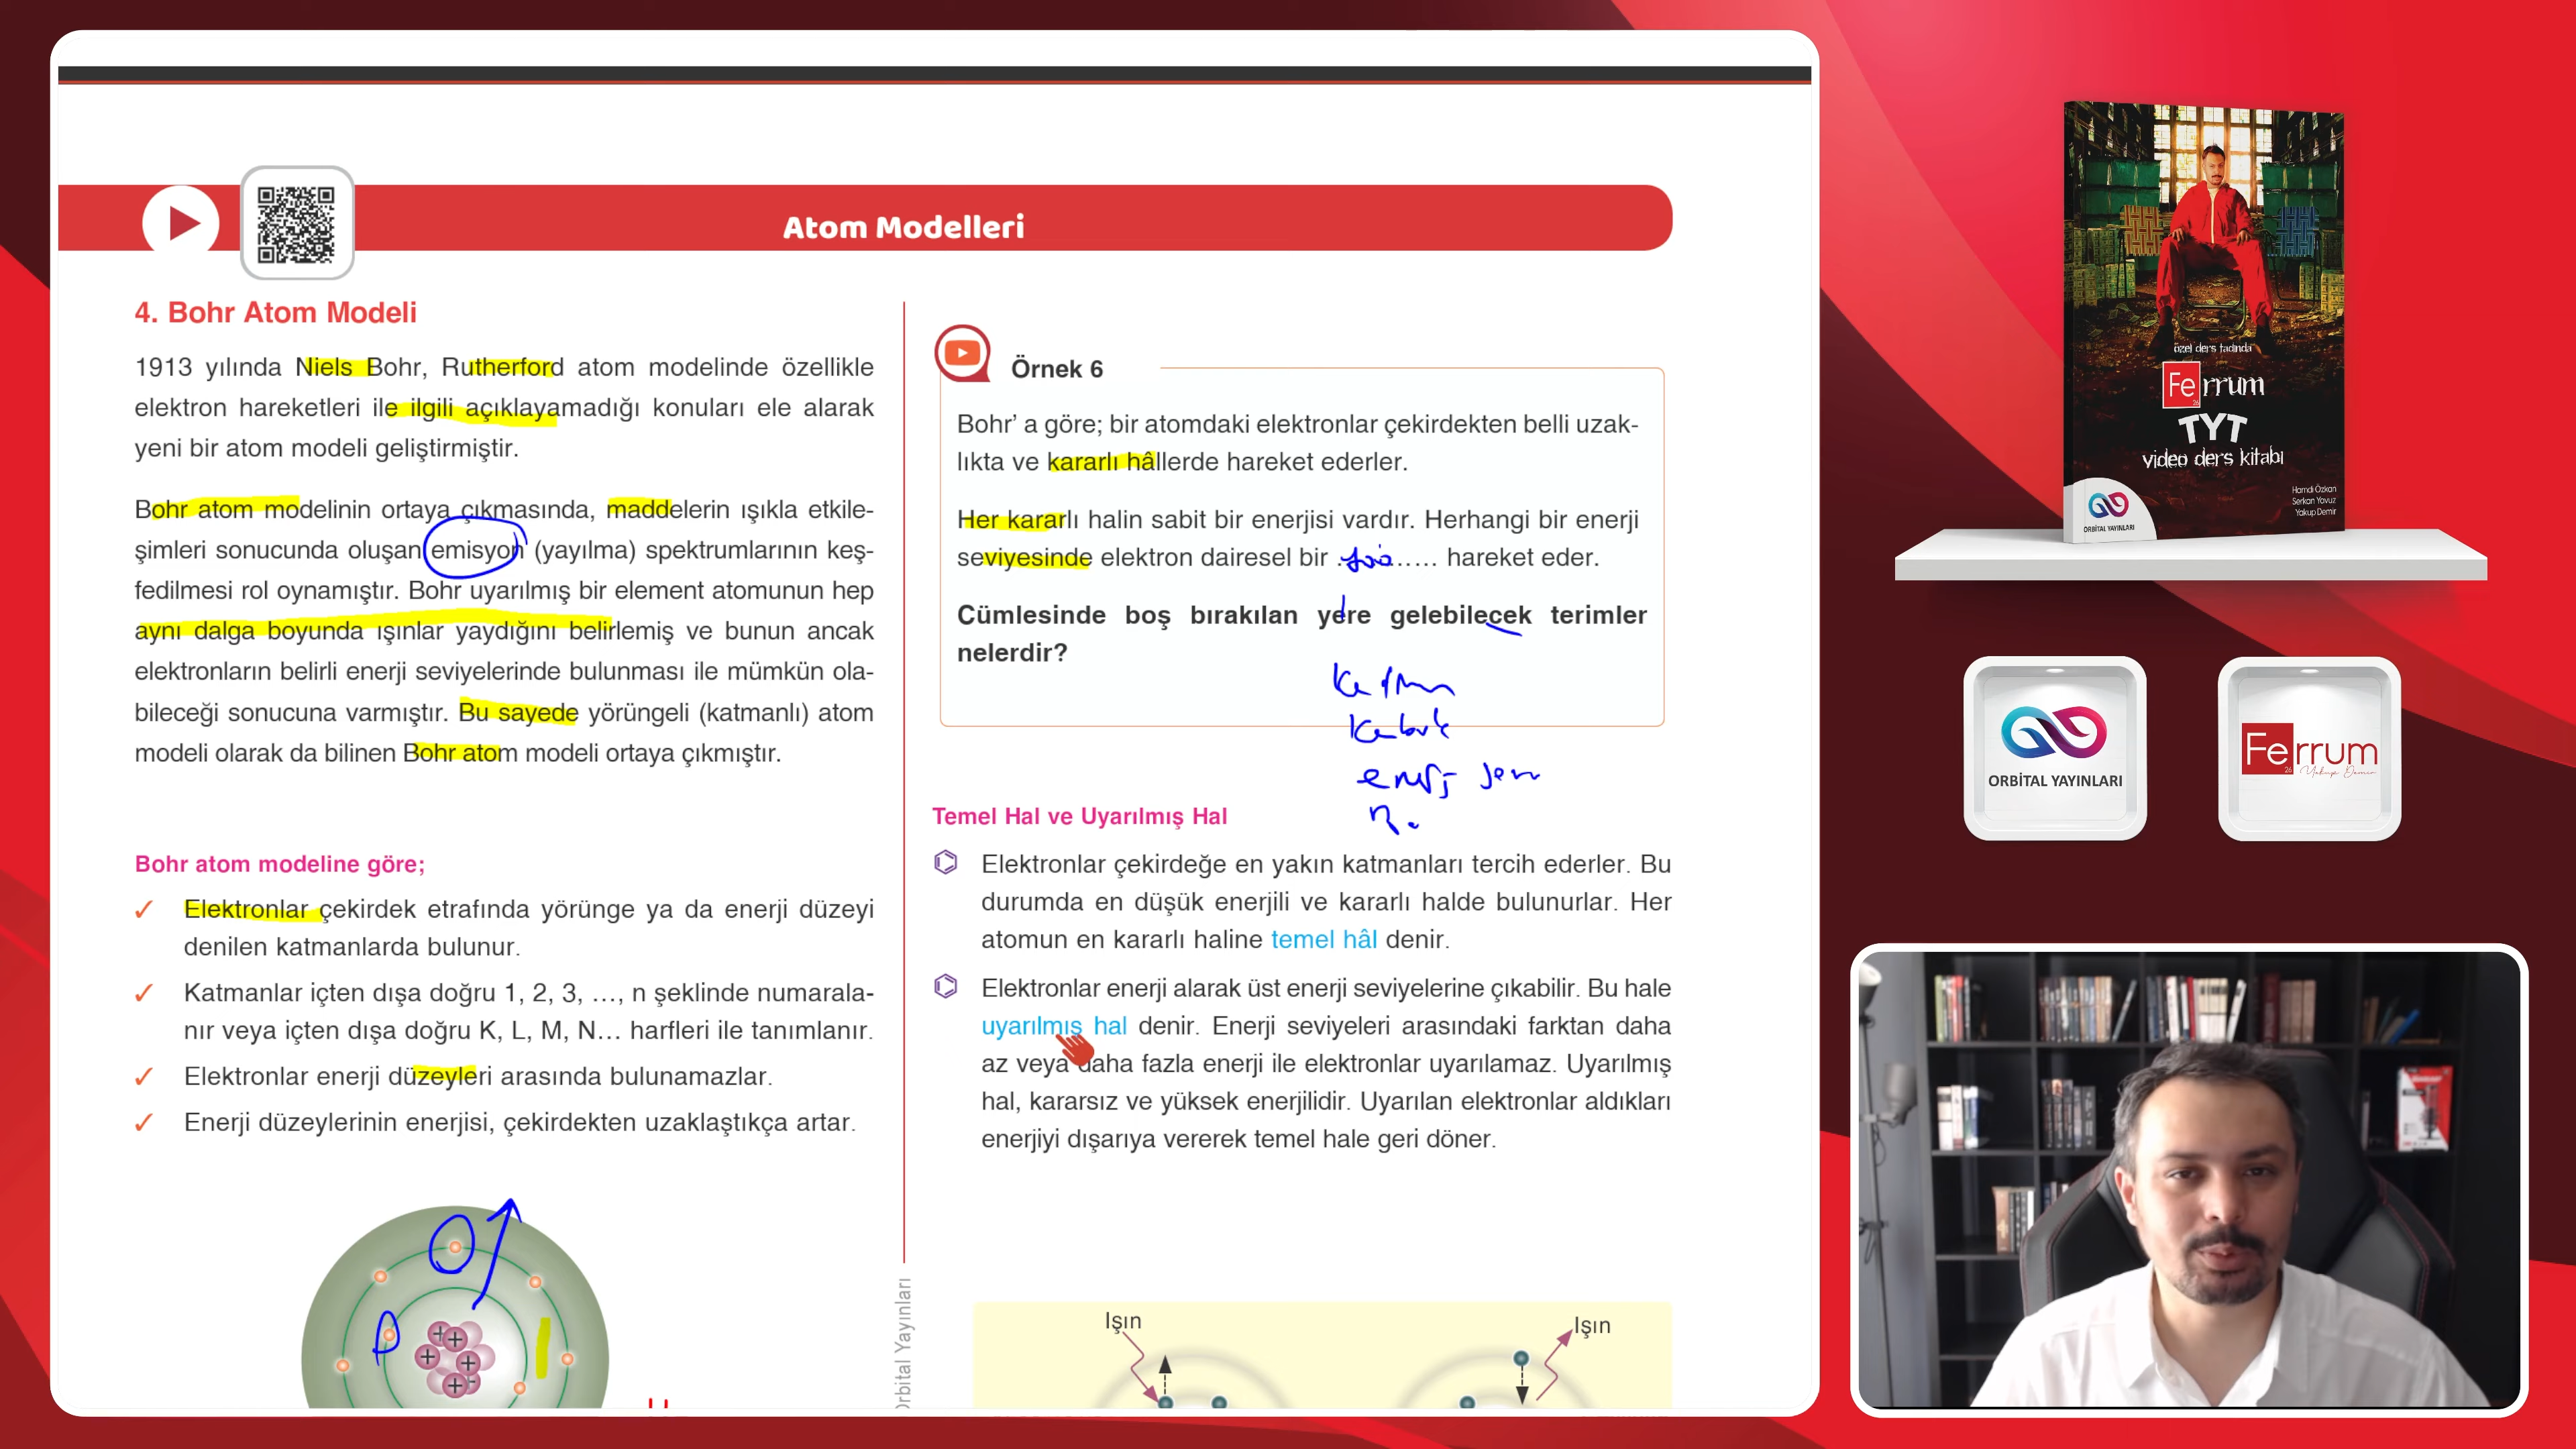 Atom Modelleri
4. Bohr Atom Modeli
1913 yılında Niels Bohr, Rutherford atom modelinde özellikle
elektron hareketleri ile ilgili açıklayamadığı konuları ele alarak
yeni bir atom modeli geliştirmiştir.
Bohr atom modelinin ortaya çıkmasında, maddelerin ışıkla etkile-
şimleri sonucunda oluşan emisyon (yayılma) spektrumlarının keş-
fedilmesi rol oynamıştır. Bohr uyarılmış bir element atomunun hep
aynı dalga boyunda ışınlar yaydığını belirlemiş ve bunun ancak
elektronların belirli enerji seviyelerinde bulunması ile mümkün ola-
bileceği sonucuna varmıştır. Bu sayede yörüngeli (katmanlı) atom
modeli olarak da bilinen Bohr atom modeli ortaya çıkmıştır.
Bohr atom modeline göre;
✓ Elektronlar çekirdek etrafında yörünge ya da enerji düzeyi
denilen katmanlarda bulunur.
✓ Katmanlar içten dışa doğru 1, 2, 3, …, n şeklinde numarala-
nır veya içten dışa doğru K, L, M, N… harfleri ile tanımlanır.
✓ Elektronlar enerji düzeyleri arasında bulunamazlar.
✓ Enerji düzeylerinin enerjisi, çekirdekten uzaklaştıkça artar.
Orbital Yayınları
Örnek 6
Bohr' a göre; bir atomdaki elektronlar çekirdekten belli uzak-
lıkta ve kararlı hâllerde hareket ederler.
Her kararlı halin sabit bir enerjisi vardır. Herhangi bir enerji
seviyesinde elektron dairesel bir ........ hareket eder.
Cümlesinde boş bırakılan yere gelebilecek terimler
nelerdir?
Temel Hal ve Uyarılmış Hal
Elektronlar çekirdeğe en yakın katmanları tercih ederler. Bu
durumda en düşük enerjili ve kararlı halde bulunurlar. Her
atomun en kararlı haline temel hâl denir.
Elektronlar enerji alarak üst enerji seviyelerine çıkabilir. Bu hale
uyarılmış hal denir. Enerji seviyeleri arasındaki farktan daha
az veya daha fazla enerji ile elektronlar uyarılamaz. Uyarılmış
hal, kararsız ve yüksek enerjilidir. Uyarılan elektronlar aldıkları
enerjiyi dışarıya vererek temel hale geri döner.
Işın
Işın
özel ders tadında
Ferrum
26
TYT
video ders kitabı
Hamdi Özkan
Serkan Yavuz
Yakup Demir
ORBİTAL YAYINLARI
ORBİTAL YAYINLARI
Ferrum
26 Yakup Demir